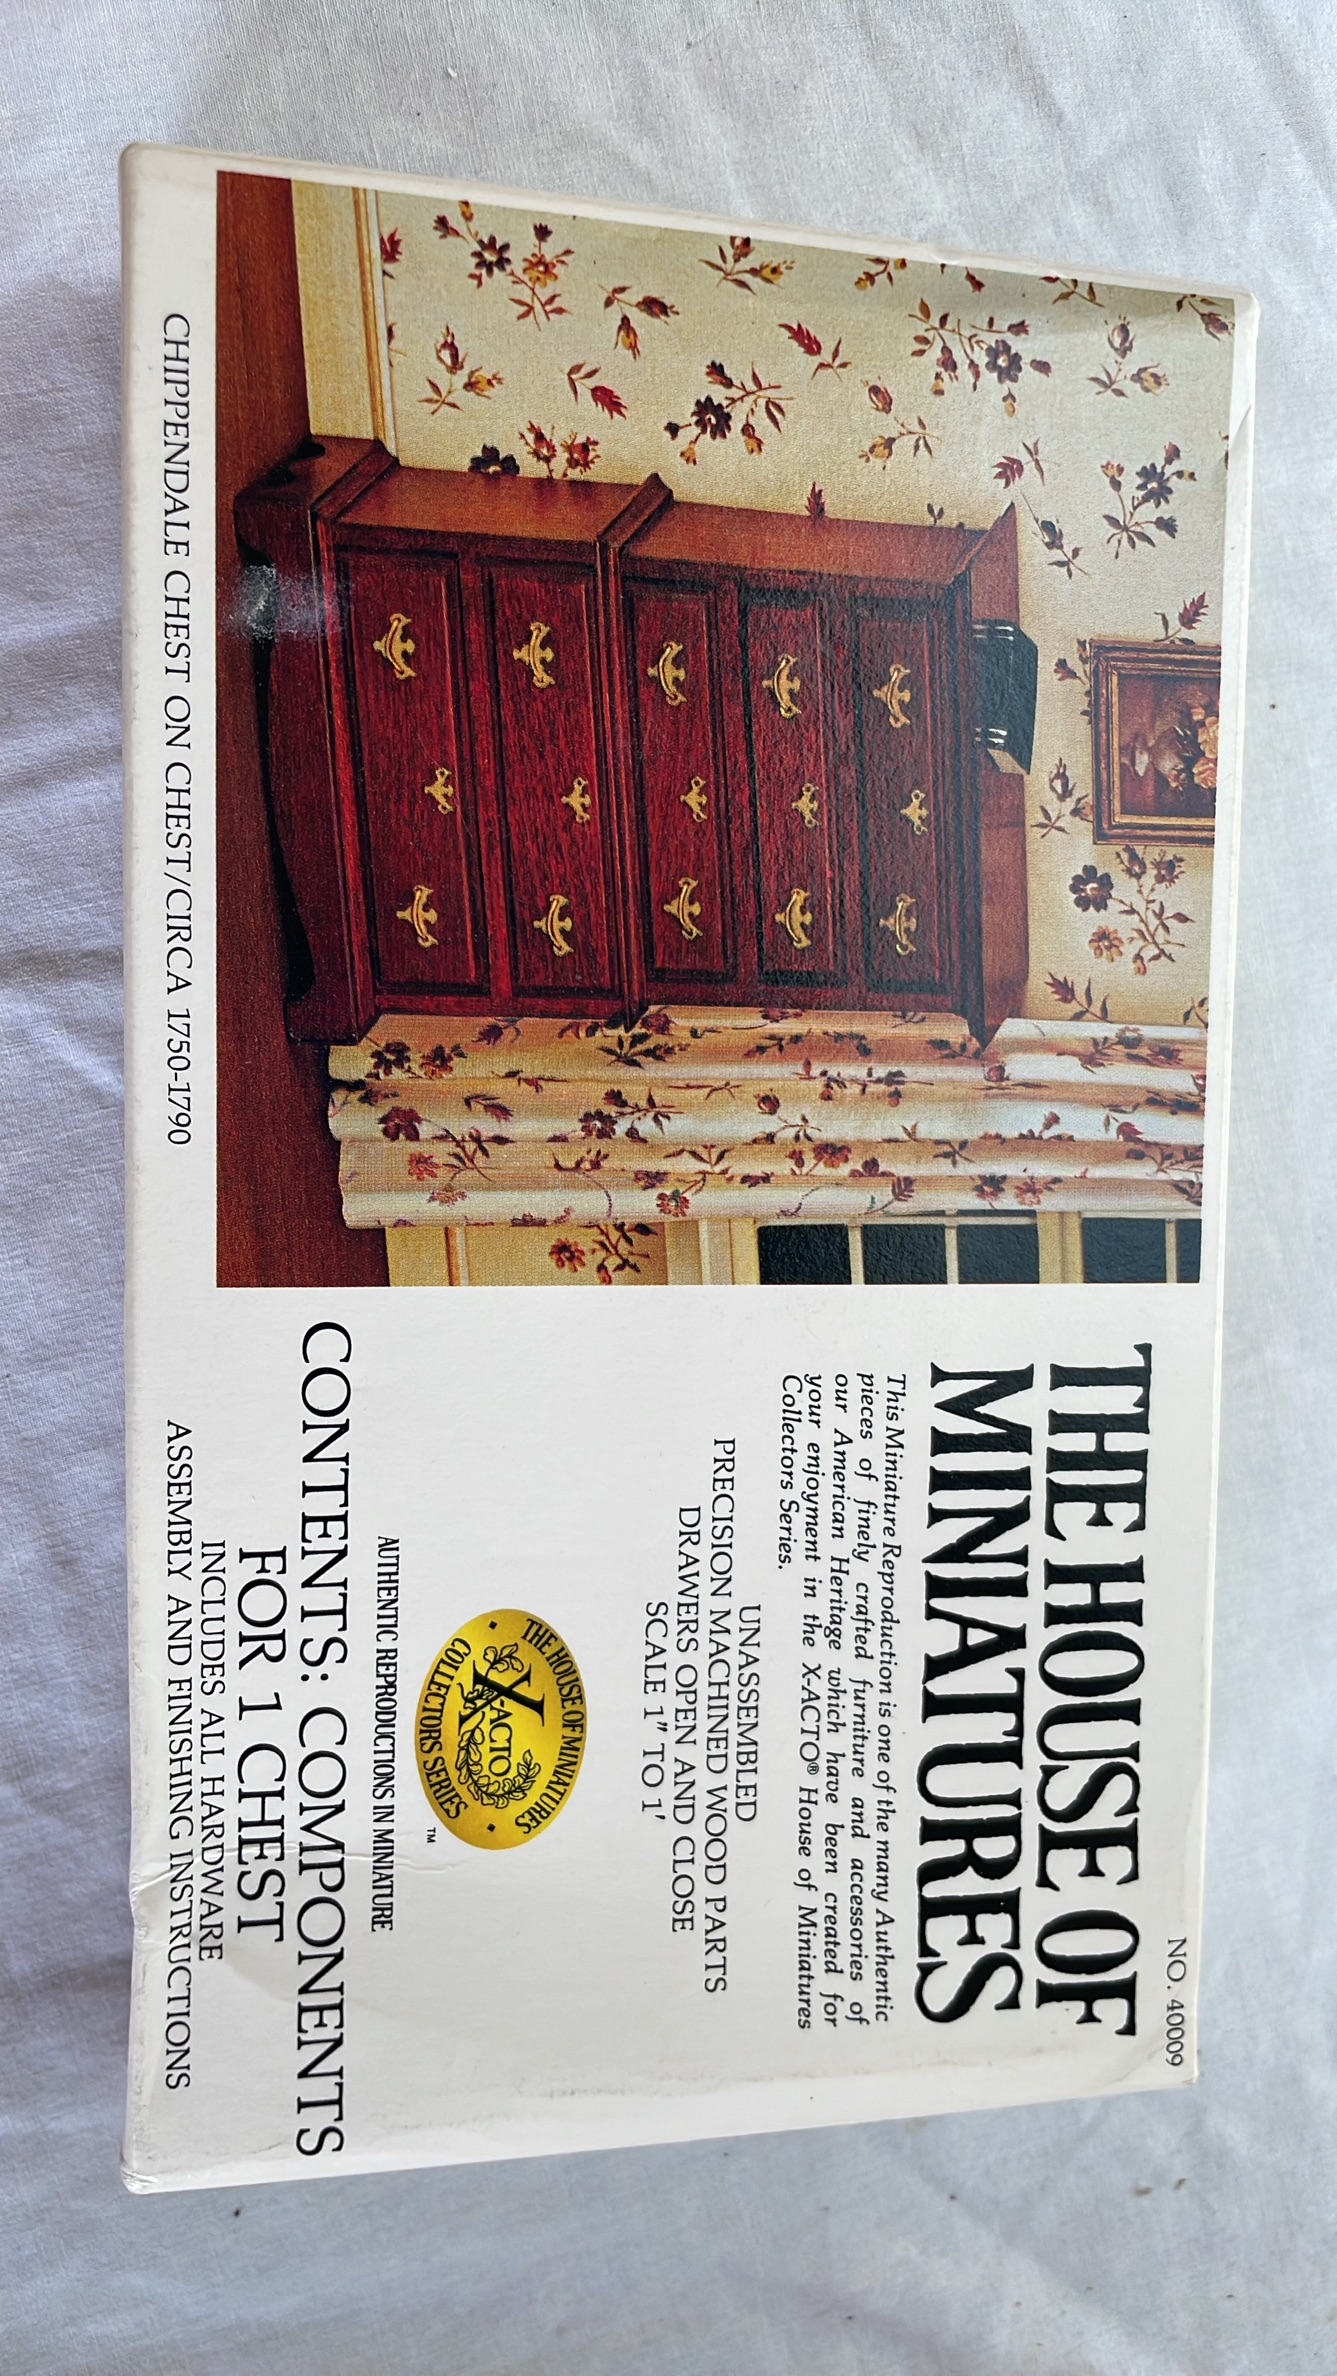 NO. 40009
THE HOUSE OF
MINIATURES
This Miniature Reproduction is one of the many Authentic
pieces of finely crafted furniture and accessories of
our American Heritage which have been created for
your enjoyment in the X-ACTO® House of Miniatures
Collectors Series.
UNASSEMBLED
PRECISION MACHINED WOOD PARTS
DRAWERS OPEN AND CLOSE
SCALE 1" TO 1'
THE HOUSE OF MINIATURES
X-ACTO
COLLECTORS SERIES
TM
AUTHENTIC REPRODUCTIONS IN MINIATURE
CONTENTS: COMPONENTS
FOR 1 CHEST
INCLUDES ALL HARDWARE
ASSEMBLY AND FINISHING INSTRUCTIONS
CHIPPENDALE CHEST ON CHEST/CIRCA 1750-1790